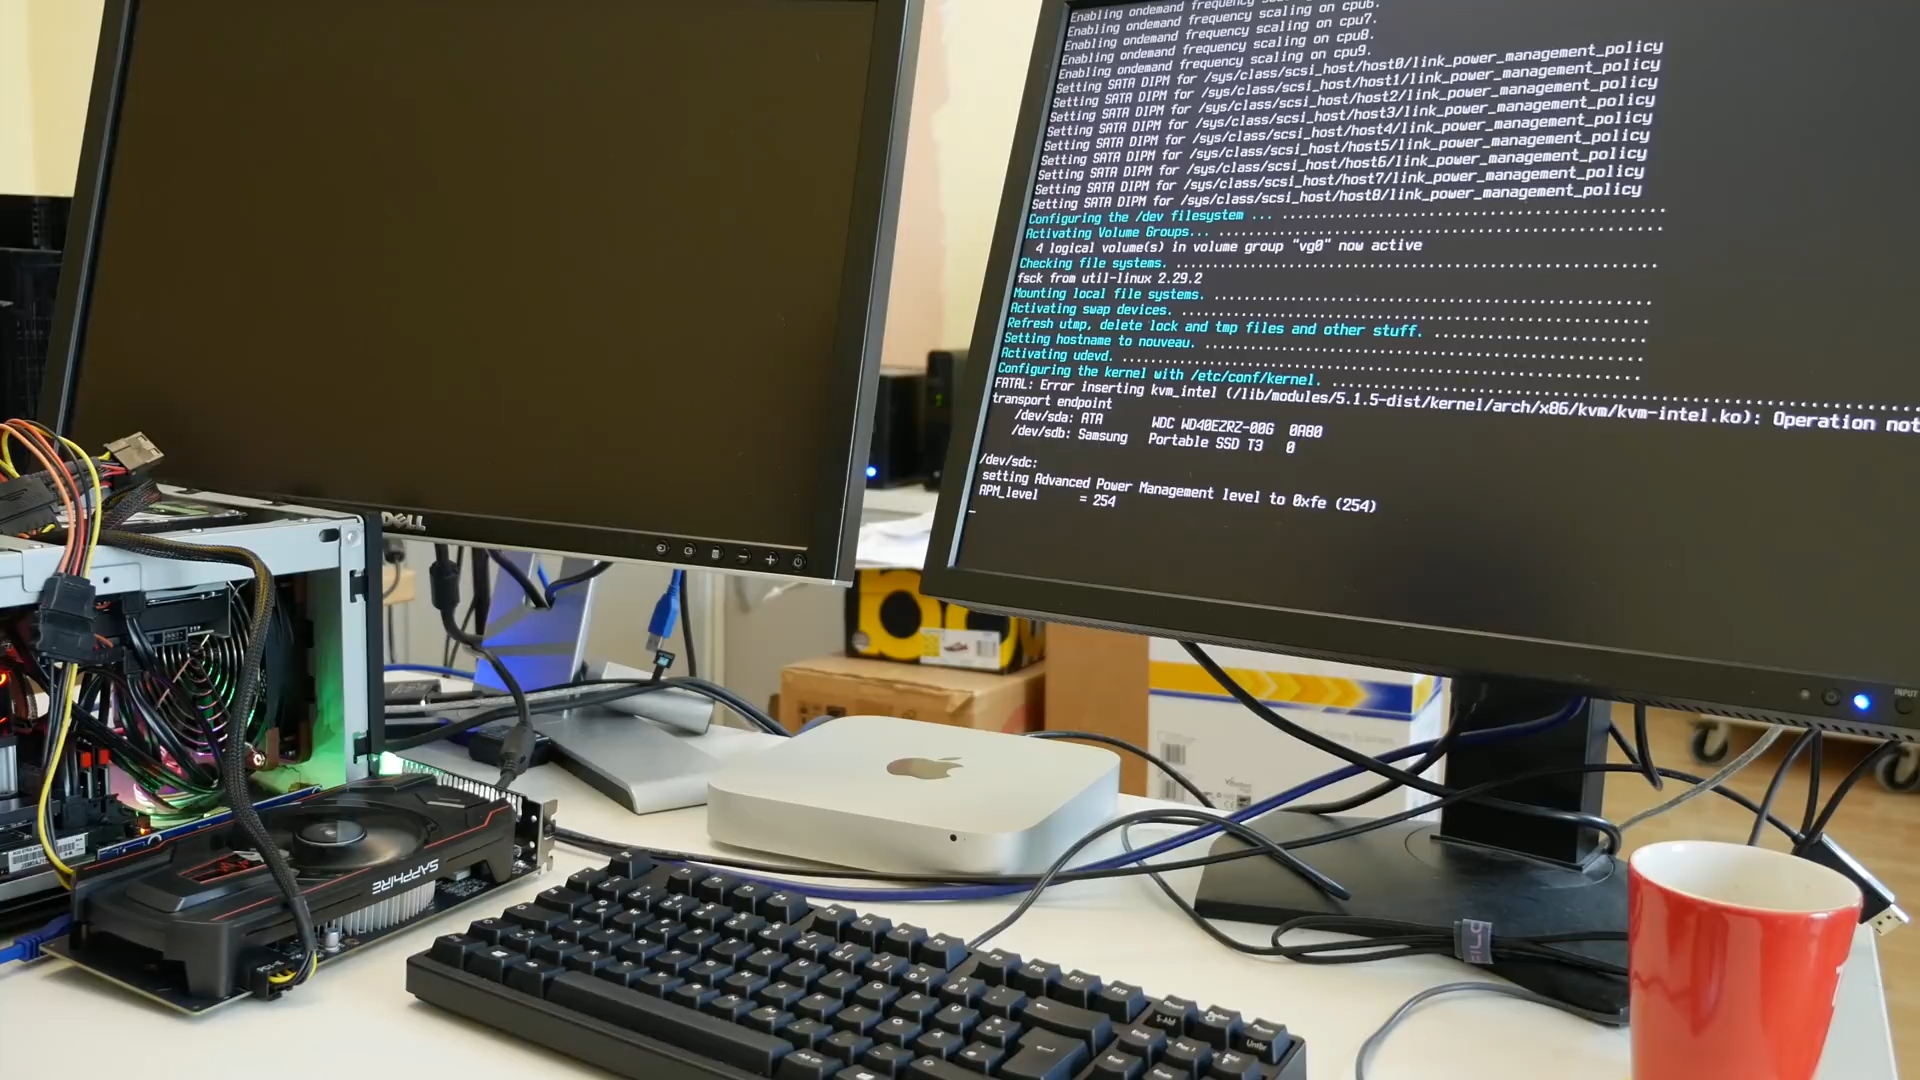 Enabling ondemand frequency scaling on cpu6.
Enabling ondemand frequency scaling on cpu7.
Enabling ondemand frequency scaling on cpu8.
Enabling ondemand frequency scaling on cpu9.
Setting SATA DIPM for /sys/class/scsi_host/host0/link_power_management_policy
Setting SATA DIPM for /sys/class/scsi_host/host1/link_power_management_policy
Setting SATA DIPM for /sys/class/scsi_host/host2/link_power_management_policy
Setting SATA DIPM for /sys/class/scsi_host/host3/link_power_management_policy
Setting SATA DIPM for /sys/class/scsi_host/host4/link_power_management_policy
Setting SATA DIPM for /sys/class/scsi_host/host5/link_power_management_policy
Setting SATA DIPM for /sys/class/scsi_host/host6/link_power_management_policy
Setting SATA DIPM for /sys/class/scsi_host/host7/link_power_management_policy
Setting SATA DIPM for /sys/class/scsi_host/host8/link_power_management_policy
Configuring the /dev filesystem ...
Activating Volume Groups...
4 logical volume(s) in volume group "vg0" now active
Checking file systems.
fsck from util-linux 2.29.2
Mounting local file systems.
Activating swap devices.
Refresh utmp, delete lock and tmp files and other stuff.
Setting hostname to nouveau.
Activating udevd.
Configuring the kernel with /etc/conf/kernel.
FATAL: Error inserting kvm_intel (/lib/modules/5.1.5-dist/kernel/arch/x86/kvm/kvm-intel.ko): Operation not
transport endpoint
/dev/sda: ATA WDC WD40EZRZ-00G 0A80
/dev/sdb: Samsung Portable SSD T3 0
/dev/sdc:
setting Advanced Power Management level to 0xfe (254)
APM_level = 254
DELL
INPUT
SAPPHIRE